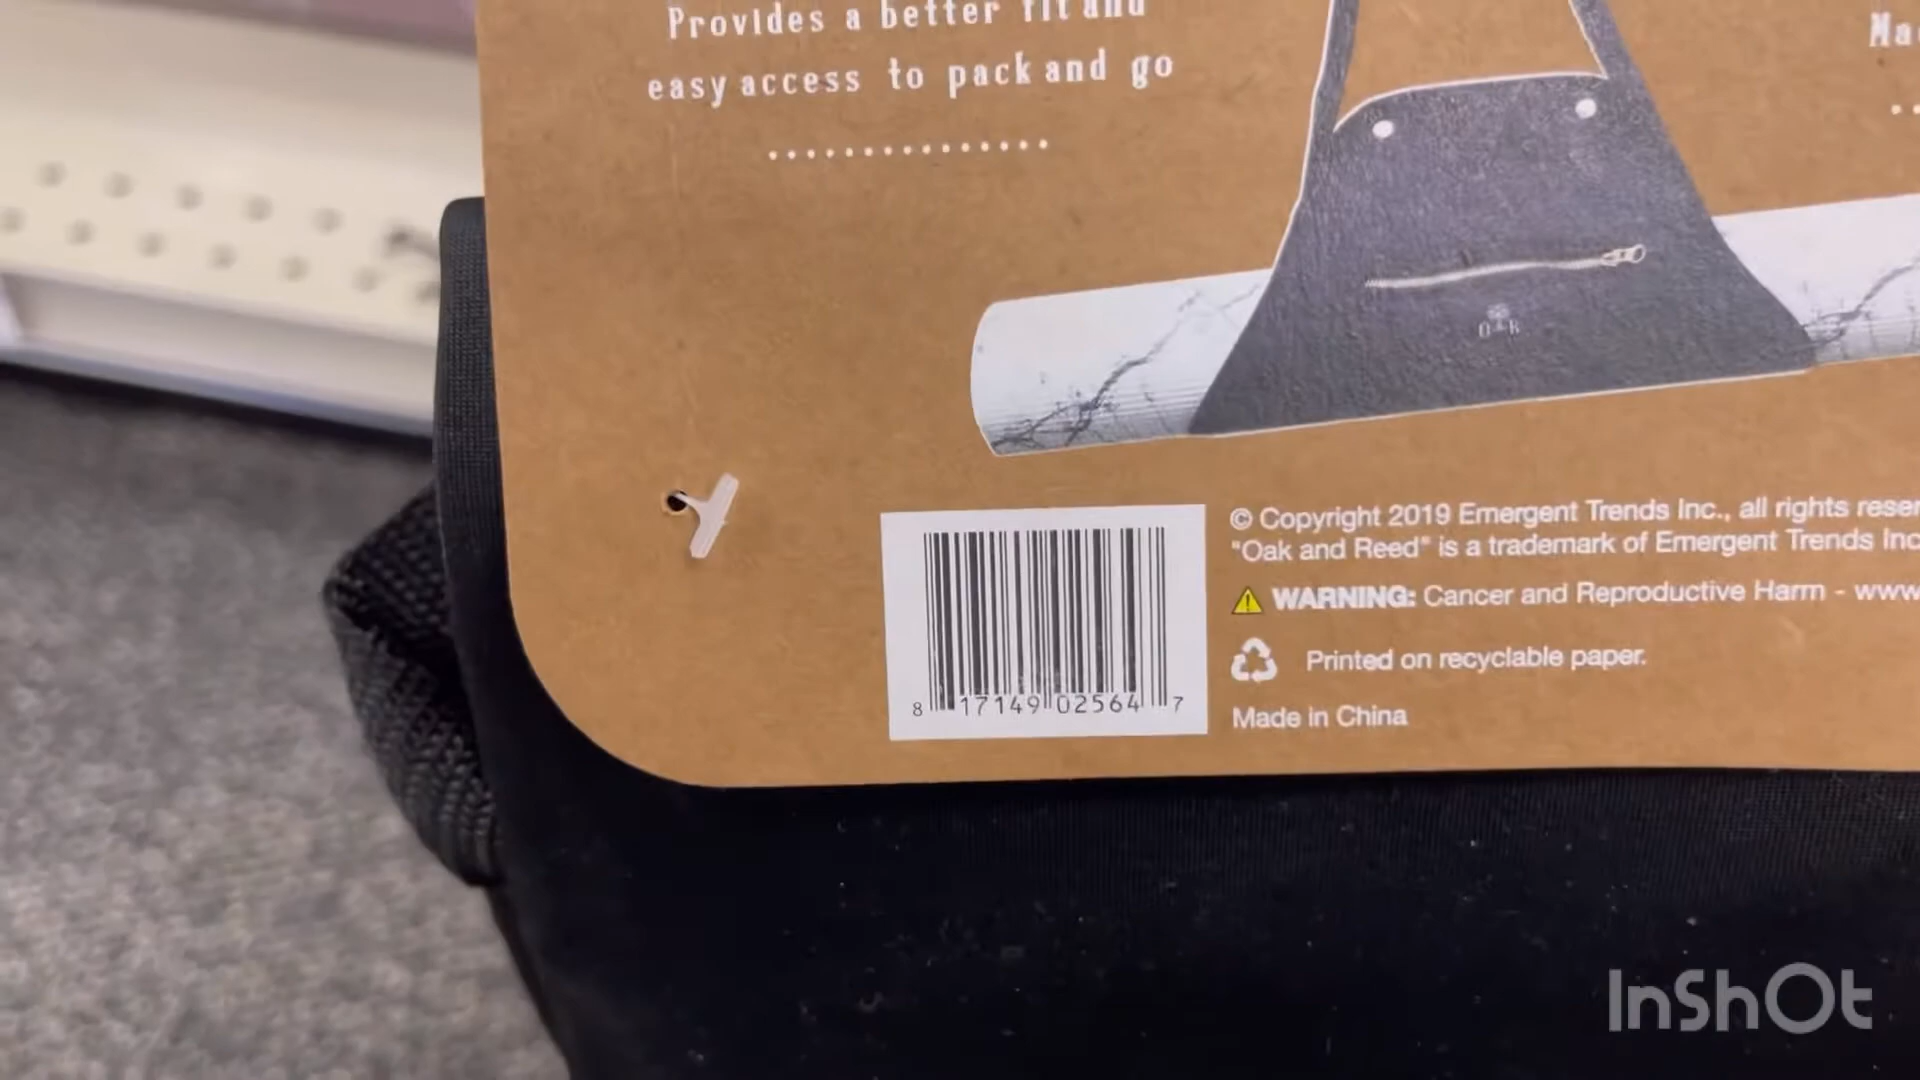 Provides a better fit and
easy access to pack and go
O R
© Copyright 2019 Emergent Trends Inc., all rights
"Oak and Reed" is a trademark of Emergent Trends Inc
WARNING: Cancer and Reproductive Harm - www
Printed on recyclable paper.
Made in China
8 17149 02564 7
InShOt